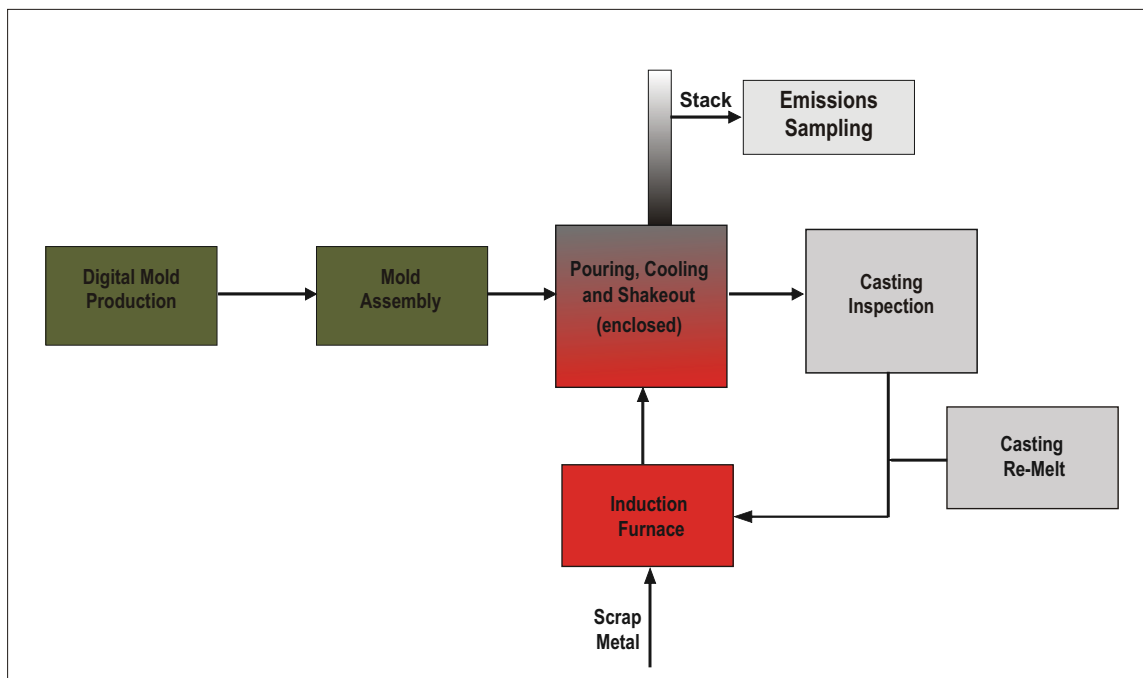 Stack
Emissions
Sampling
Digital Mold
Production
Mold
Assembly
Pouring, Cooling
and Shakeout
(enclosed)
Casting
Inspection
Casting
Re-Melt
Induction
Furnace
Scrap
Metal